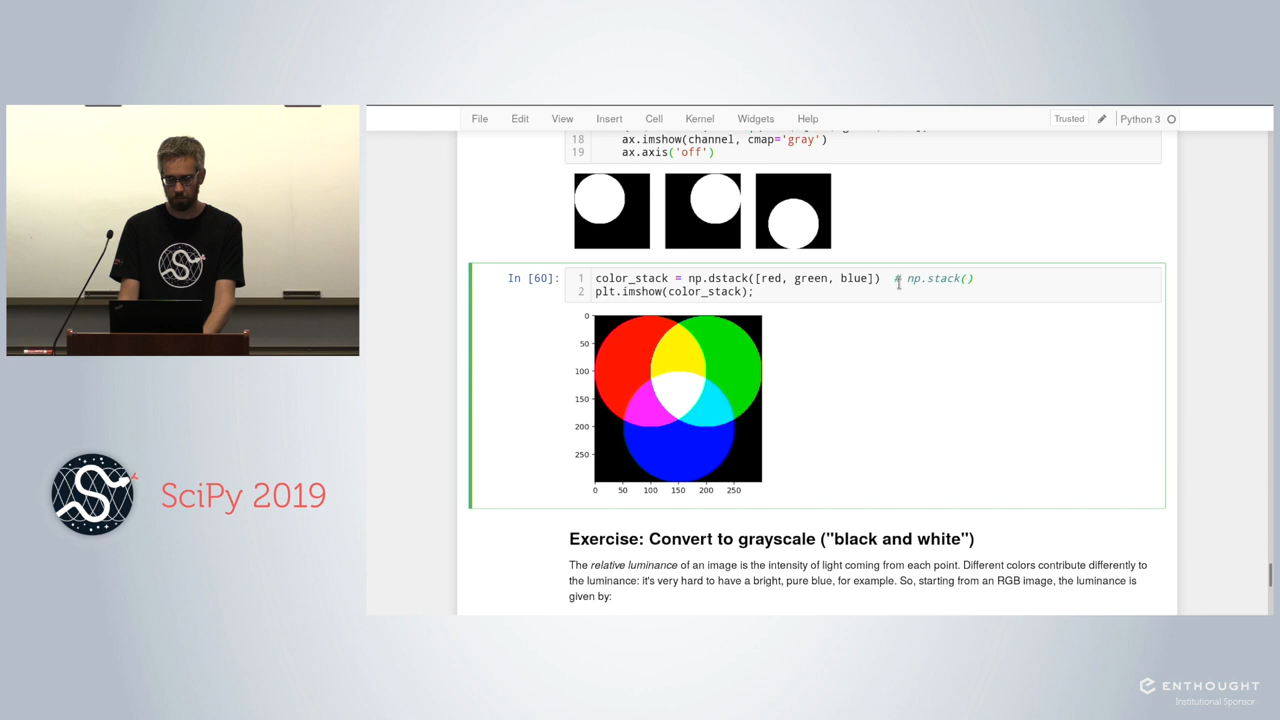 File Edit View Insert Cell Kernel Widgets Help Trusted Python 3
18 ax.imshow(channel, cmap='gray')
19 ax.axis('off')
In [60]: 1 color_stack = np.dstack([red, green, blue]) # np.stack()
2 plt.imshow(color_stack);
0
50
100
150
200
250
0 50 100 150 200 250
Exercise: Convert to grayscale ("black and white")
The relative luminance of an image is the intensity of light coming from each point. Different colors contribute differently to
the luminance: it's very hard to have a bright, pure blue, for example. So, starting from an RGB image, the luminance is
given by:
SciPy 2019
ENTHOUGHT
Institutional Sponsor